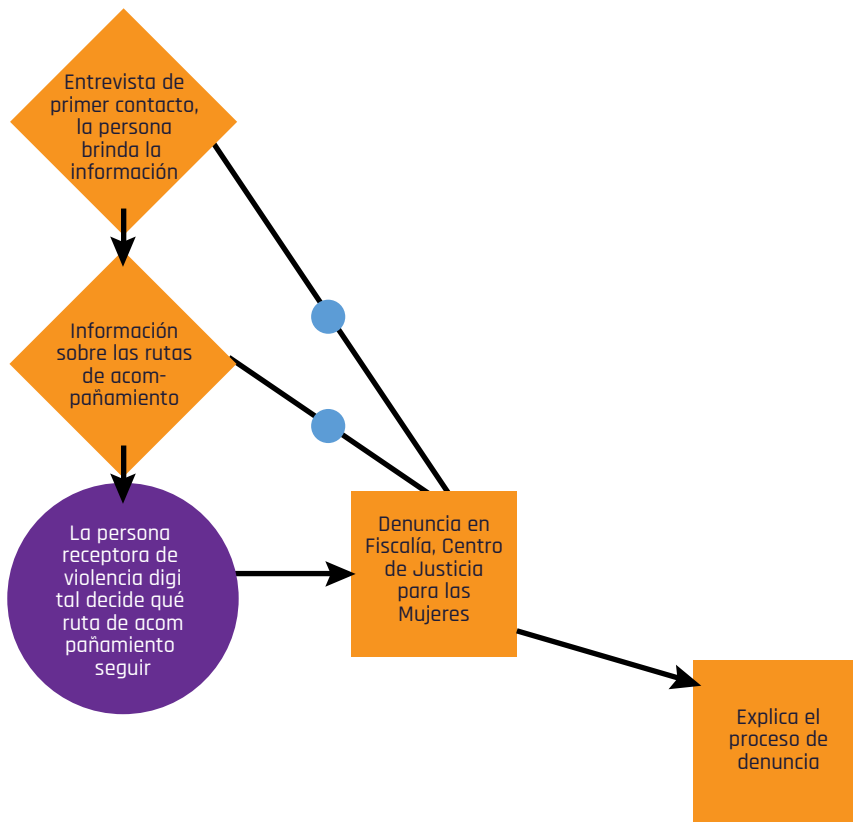 Entrevista de
primer contacto,
la persona
brinda la
información
Información
sobre las rutas
de acom-
pañamiento
La persona
receptora de
violencia digi
tal decide qué
ruta de acom
pañamiento
seguir
Denuncia en
Fiscalía, Centro
de Justicia
para las
Mujeres
Explica el
proceso de
denuncia